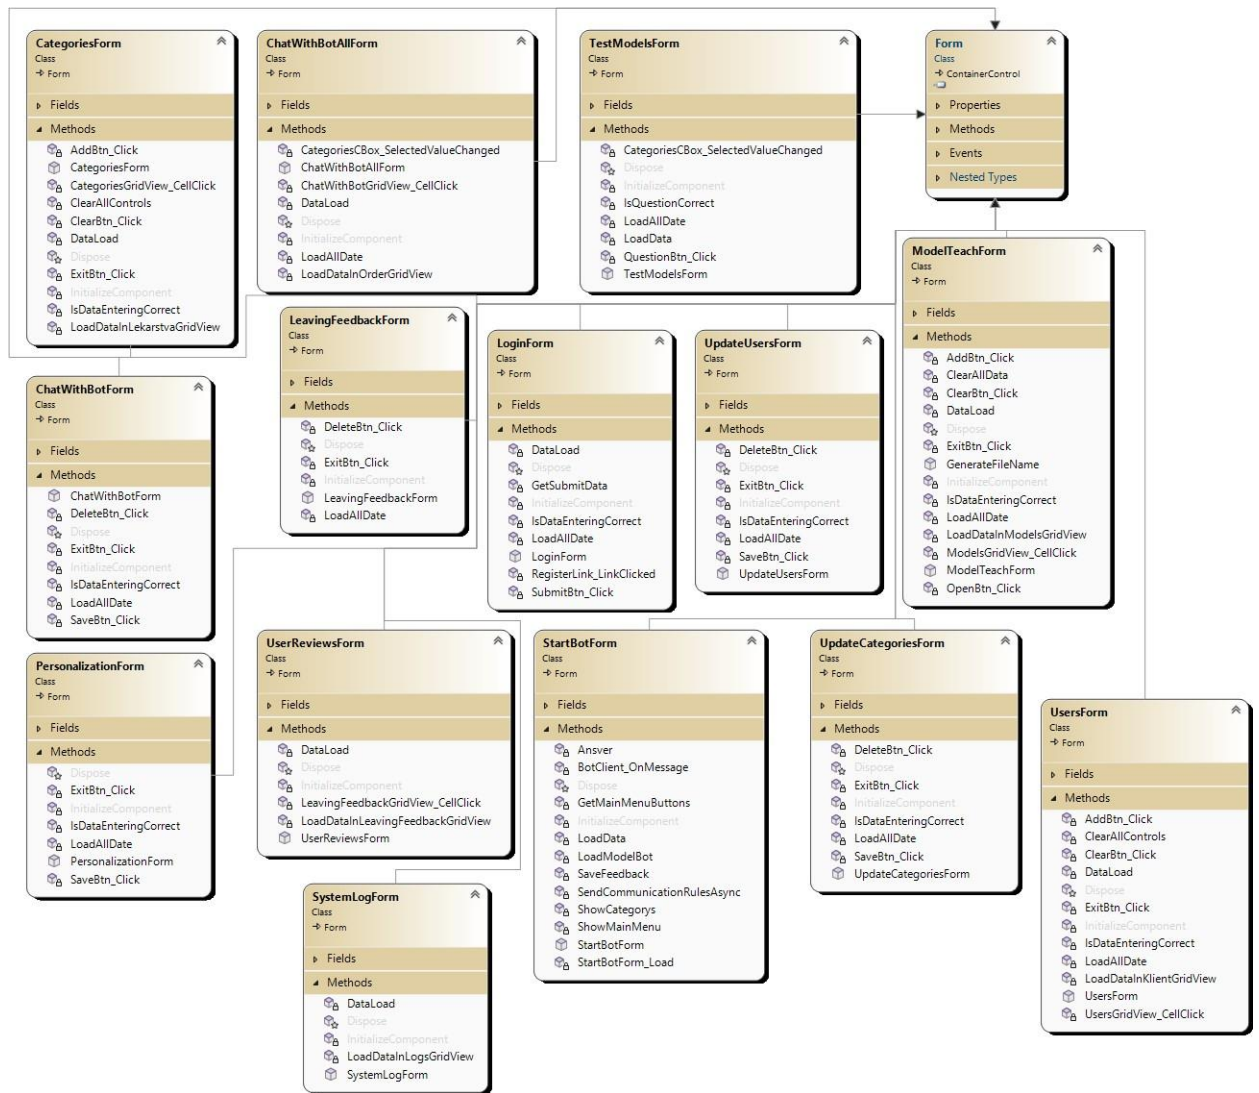 CategoriesForm
Class
Form
Fields
Methods
AddBtn_Click
CategoriesForm
CategoriesGridView_CellClick
ClearAllControls
ClearBtn_Click
DataLoad
Dispose
ExitBtn_Click
InitializeComponent
IsDataEnteringCorrect
LoadDataInLekarstvaGridView
ChatWithBotAllForm
Class
Form
Fields
Methods
CategoriesCBox_SelectedValueChanged
ChatWithBotAllForm
ChatWithBotGridView_CellClick
DataLoad
Dispose
InitializeComponent
LoadAllDate
LoadDataInOrderGridView
TestModelsForm
Class
Form
Fields
Methods
CategoriesCBox_SelectedValueChanged
Dispose
InitializeComponent
IsQuestionCorrect
LoadAllDate
LoadData
QuestionBtn_Click
TestModelsForm
Form
Class
ContainerControl
Properties
Methods
Events
Nested Types
ModelTeachForm
Class
Form
Fields
Methods
AddBtn_Click
ClearAllData
ClearBtn_Click
DataLoad
Dispose
ExitBtn_Click
GenerateFileName
InitializeComponent
IsDataEnteringCorrect
LoadAllDate
LoadDataInModelsGridView
ModelsGridView_CellClick
ModelTeachForm
OpenBtn_Click
LeavingFeedbackForm
Class
Form
Fields
Methods
DeleteBtn_Click
Dispose
ExitBtn_Click
InitializeComponent
LeavingFeedbackForm
LoadAllDate
LoginForm
Class
Form
Fields
Methods
DataLoad
Dispose
GetSubmitData
InitializeComponent
IsDataEnteringCorrect
LoadAllDate
LoginForm
RegisterLink_LinkClicked
SubmitBtn_Click
UpdateUsersForm
Class
Form
Fields
Methods
DeleteBtn_Click
Dispose
ExitBtn_Click
InitializeComponent
IsDataEnteringCorrect
LoadAllDate
SaveBtn_Click
UpdateUsersForm
ChatWithBotForm
Class
Form
Fields
Methods
ChatWithBotForm
DeleteBtn_Click
Dispose
ExitBtn_Click
InitializeComponent
IsDataEnteringCorrect
LoadAllDate
SaveBtn_Click
PersonalizationForm
Class
Form
Fields
Methods
Dispose
ExitBtn_Click
InitializeComponent
IsDataEnteringCorrect
LoadAllDate
PersonalizationForm
SaveBtn_Click
UserReviewsForm
Class
Form
Fields
Methods
DataLoad
Dispose
InitializeComponent
LeavingFeedbackGridView_CellClick
LoadDataInLeavingFeedbackGridView
UserReviewsForm
StartBotForm
Class
Form
Fields
Methods
Ansver
BotClient_OnMessage
Dispose
GetMainMenuButtons
InitializeComponent
LoadData
LoadModelBot
SaveFeedback
SendCommunicationRulesAsync
ShowCategorys
ShowMainMenu
StartBotForm
StartBotForm_Load
UpdateCategoriesForm
Class
Form
Fields
Methods
DeleteBtn_Click
Dispose
ExitBtn_Click
InitializeComponent
IsDataEnteringCorrect
LoadAllDate
SaveBtn_Click
UpdateCategoriesForm
UsersForm
Class
Form
Fields
Methods
AddBtn_Click
ClearAllControls
ClearBtn_Click
DataLoad
Dispose
ExitBtn_Click
InitializeComponent
IsDataEnteringCorrect
LoadAllDate
LoadDataInKlientGridView
UsersForm
UsersGridView_CellClick
SystemLogForm
Class
Form
Fields
Methods
DataLoad
Dispose
InitializeComponent
LoadDataInLogsGridView
SystemLogForm